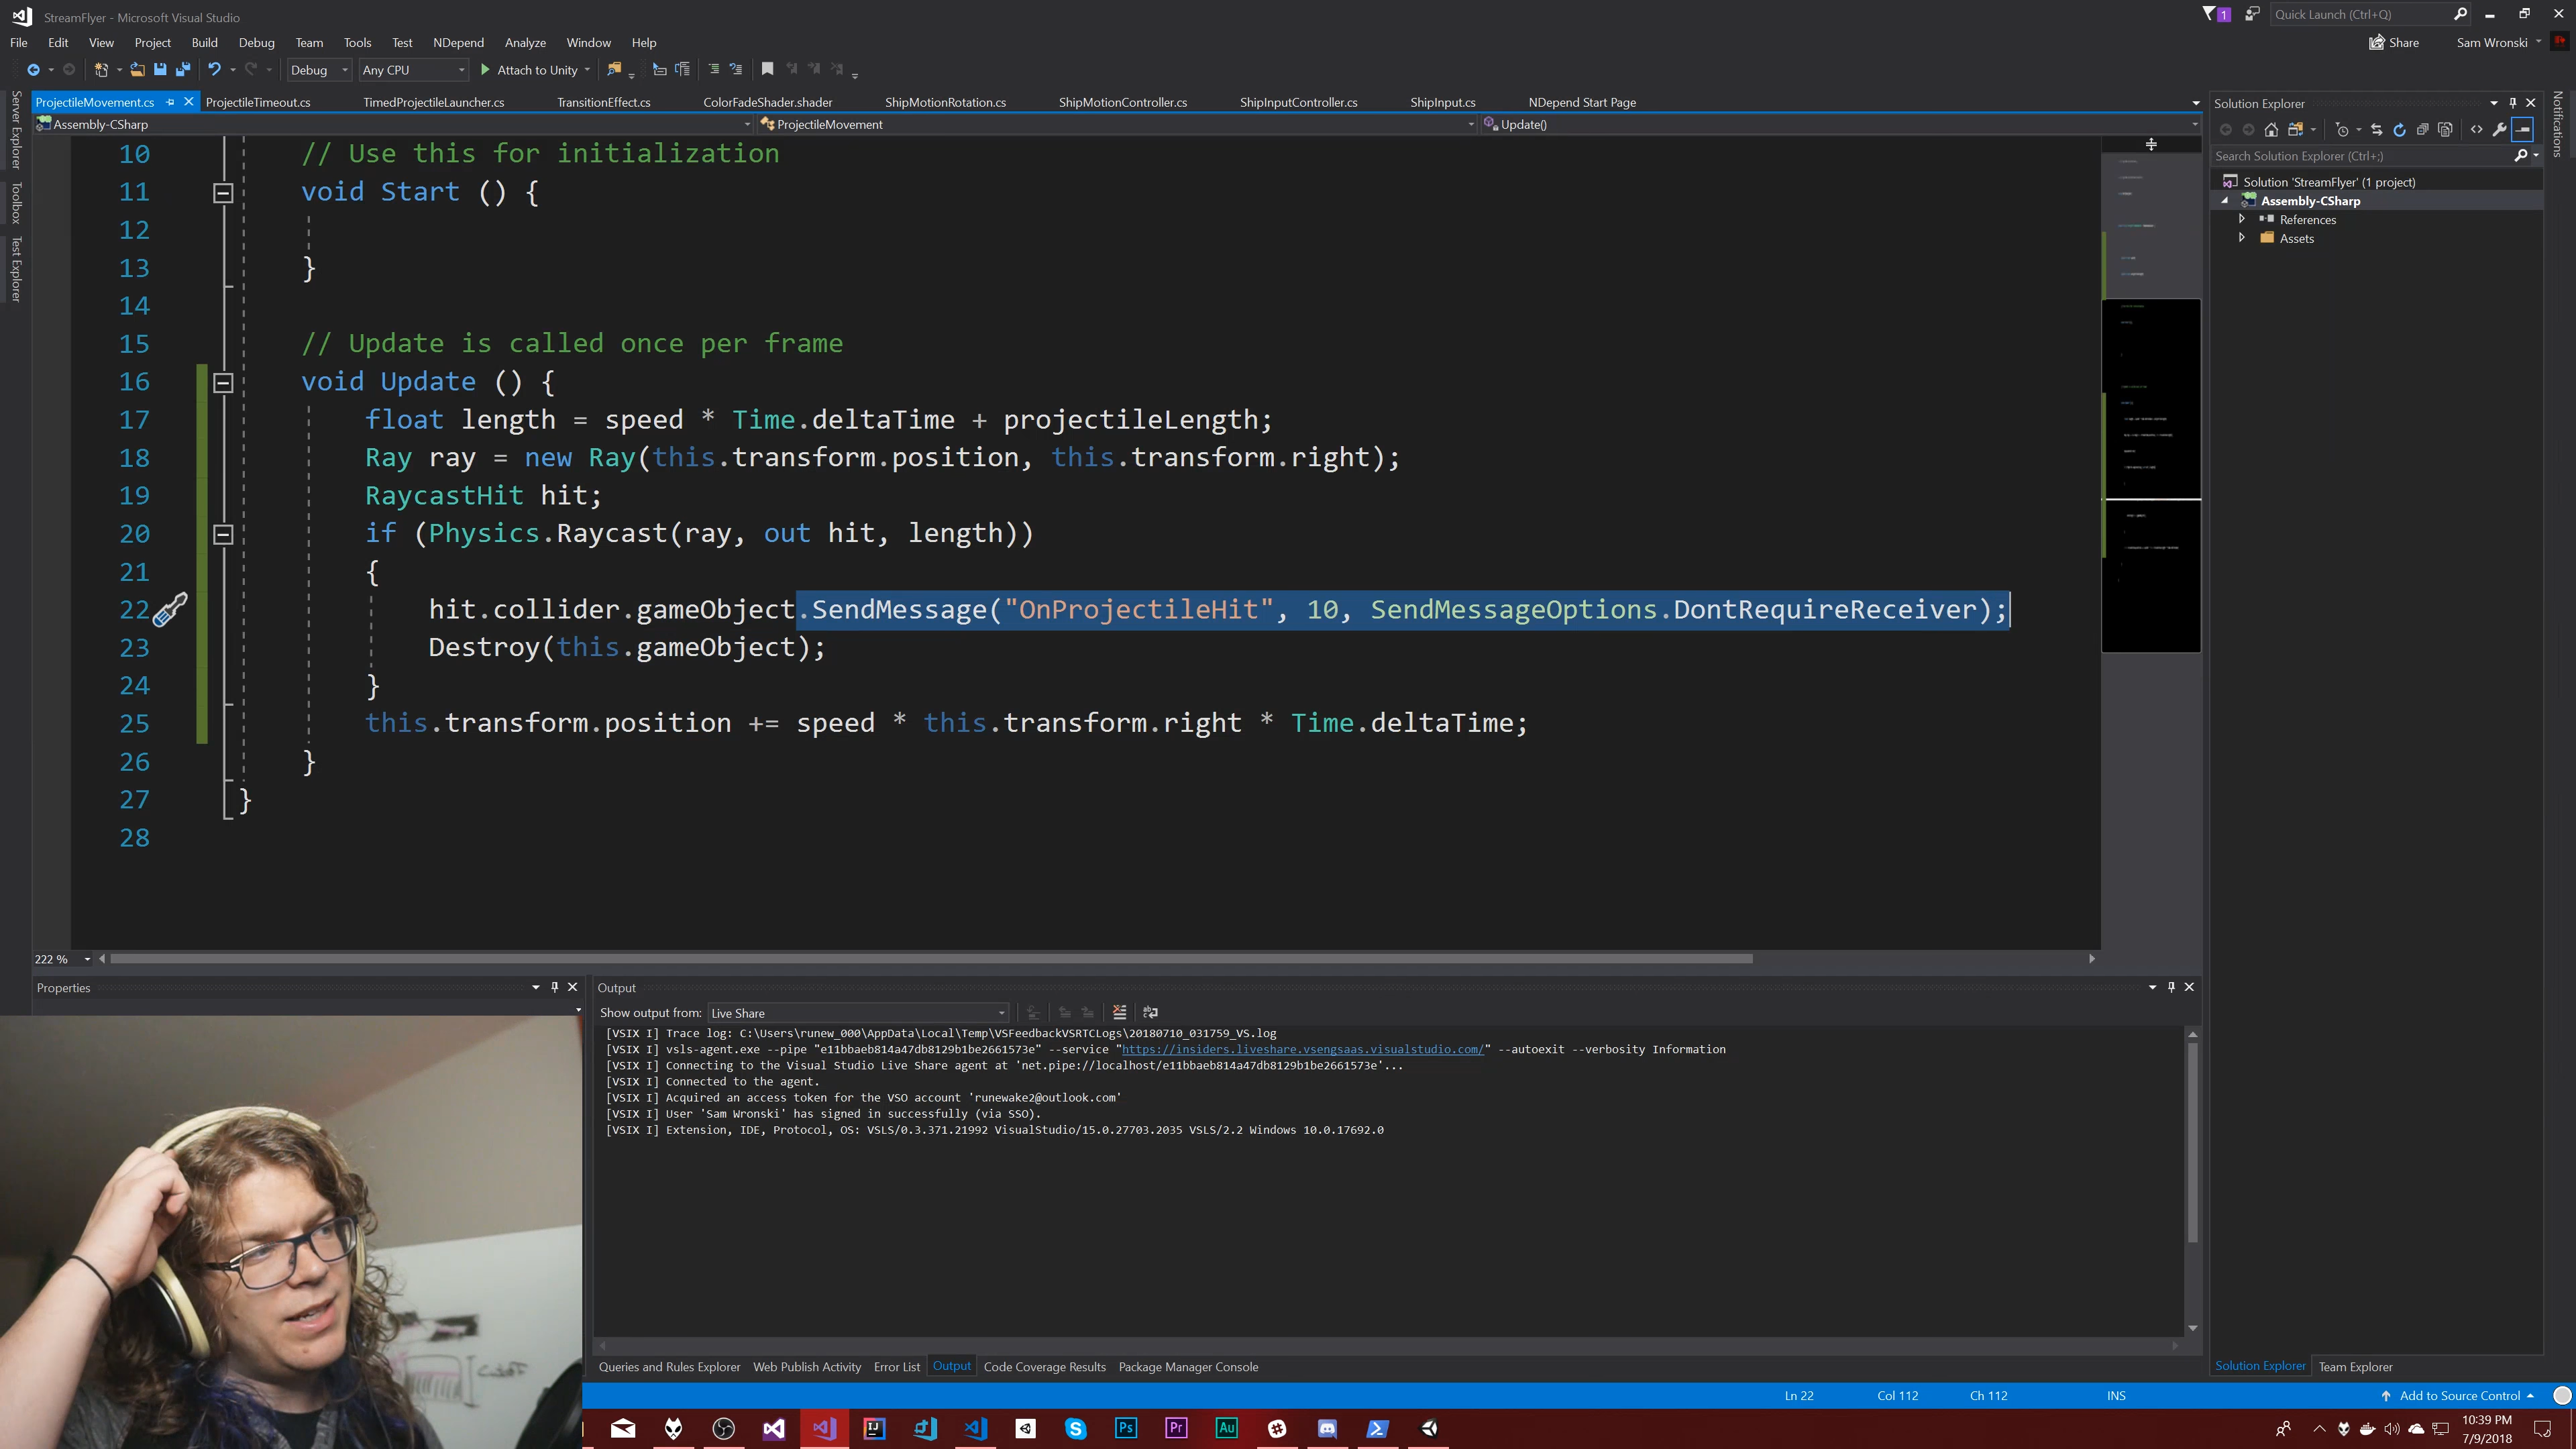 StreamFlyer - Microsoft Visual Studio
1
Quick Launch (Ctrl+Q)
File Edit View Project Build Debug Team Tools Test NDepend Analyze Window Help
Share
Sam Wronski
Debug Any CPU Attach to Unity
Server Explorer
Toolbox
Test Explorer
Notifications
ProjectileMovement.cs ProjectileTimeout.cs TimedProjectileLauncher.cs TransitionEffect.cs ColorFadeShader.shader ShipMotionRotation.cs ShipMotionController.cs ShipInputController.cs ShipInput.cs NDepend Start Page
Assembly-CSharp ProjectileMovement Update()
10 // Use this for initialization
11 void Start () {
12
13 }
14
15 // Update is called once per frame
16 void Update () {
17 float length = speed * Time.deltaTime + projectileLength;
18 Ray ray = new Ray(this.transform.position, this.transform.right);
19 RaycastHit hit;
20 if (Physics.Raycast(ray, out hit, length))
21 {
22 hit.collider.gameObject.SendMessage("OnProjectileHit", 10, SendMessageOptions.DontRequireReceiver);
23 Destroy(this.gameObject);
24 }
25 this.transform.position += speed * this.transform.right * Time.deltaTime;
26 }
27 }
28
222 %
Solution Explorer
Search Solution Explorer (Ctrl+;)
Solution 'StreamFlyer' (1 project)
Assembly-CSharp
References
Assets
Properties
Output
Show output from: Live Share
[VSIX I] Trace log: C:\Users\runew_000\AppData\Local\Temp\VSFeedbackVSRTCLogs\20180710_031759_VS.log
[VSIX I] vsls-agent.exe --pipe "e11bbaeb814a47db8129b1be2661573e" --service "https://insiders.liveshare.vsengsaas.visualstudio.com/" --autoexit --verbosity Information
[VSIX I] Connecting to the Visual Studio Live Share agent at 'net.pipe://localhost/e11bbaeb814a47db8129b1be2661573e'...
[VSIX I] Connected to the agent.
[VSIX I] Acquired an access token for the VSO account 'runewake2@outlook.com'
[VSIX I] User 'Sam Wronski' has signed in successfully (via SSO).
[VSIX I] Extension, IDE, Protocol, OS: VSLS/0.3.371.21992 VisualStudio/15.0.27703.2035 VSLS/2.2 Windows 10.0.17692.0
Queries and Rules Explorer Web Publish Activity Error List Output Code Coverage Results Package Manager Console
Solution Explorer Team Explorer
Ln 22 Col 112 Ch 112 INS Add to Source Control
IJ Ps Pr Au
10:39 PM
7/9/2018